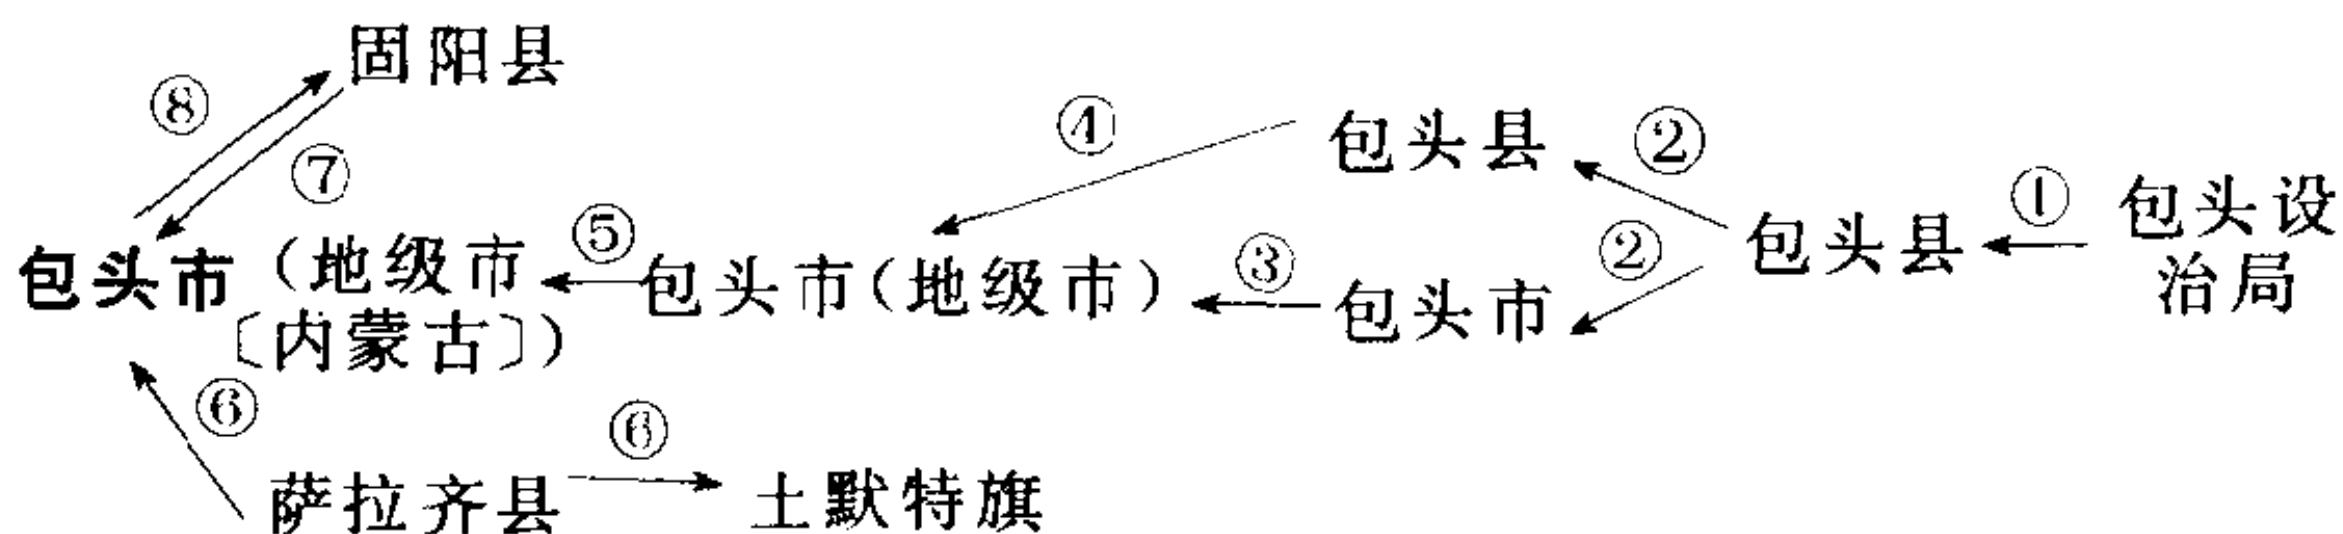 固阳县
⑧
⑦
④
包头县
②
①
包头设
治局
包头县
②
③
包头市
包头市(地级市)
⑤
包头市(地级市
〔内蒙古〕)
⑥
⑥
萨拉齐县
土默特旗